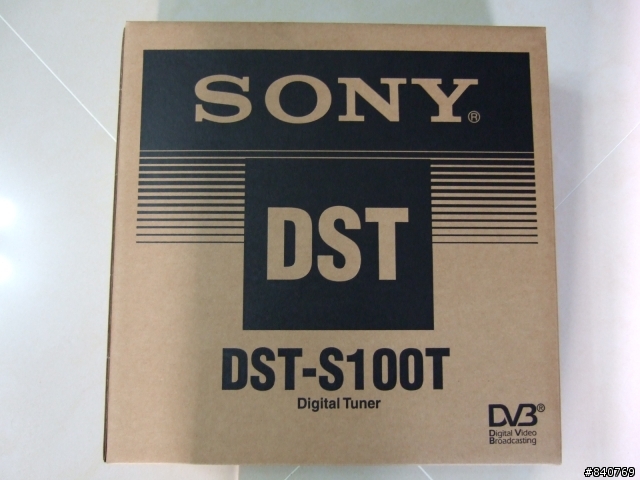 SONY®
DST
DST-S100T
Digital Tuner
DVB®
Digital Video
Broadcasting
#840769